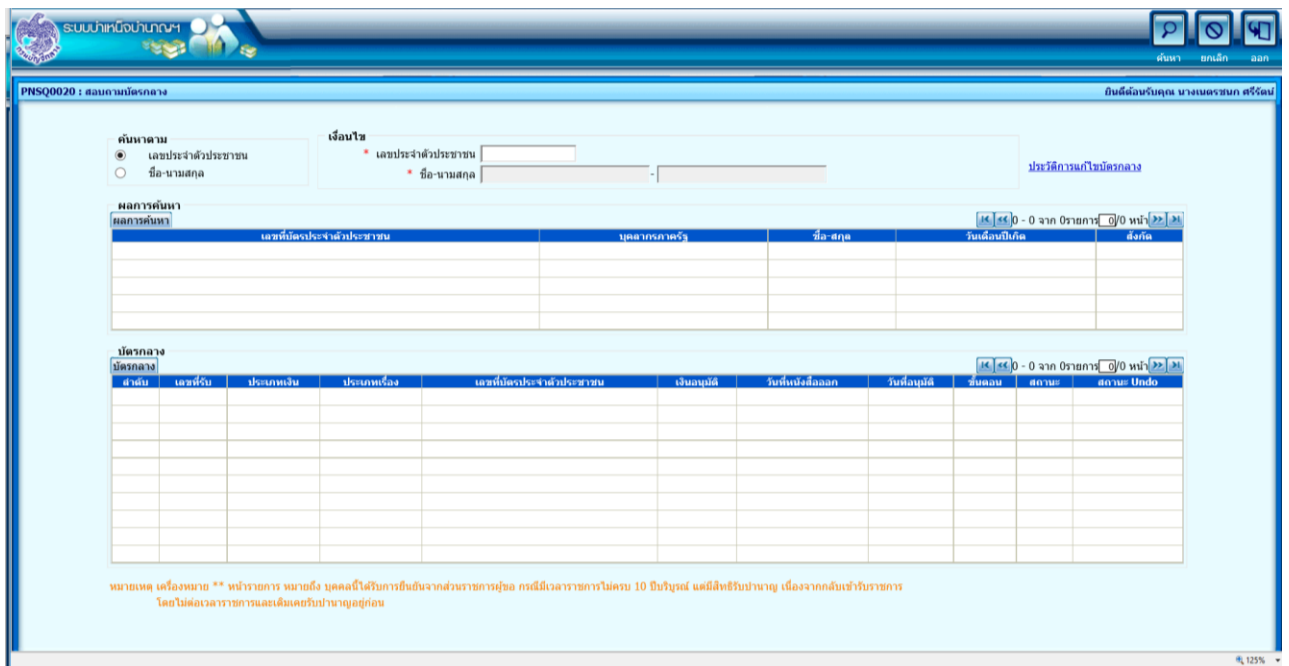 ระบบบำเหน็จบำนาญฯ
ค้นหา ยกเลิก ออก
PNSQ0020 : สอบถามบัตรกลาง ยินดีต้อนรับคุณ นางเนตรชนก ศรีรัตน์
ค้นหาตาม เงื่อนไข
เลขประจำตัวประชาชน * เลขประจำตัวประชาชน
ชื่อ-นามสกุล * ชื่อ-นามสกุล - ประวัติการแก้ไขบัตรกลาง
ผลการค้นหา
ผลการค้นหา 0 - 0 จาก 0รายการ 0/0 หน้า
เลขที่บัตรประจำตัวประชาชน บุคลากรภาครัฐ ชื่อ-สกุล วันเดือนปีเกิด สังกัด
บัตรกลาง
บัตรกลาง 0 - 0 จาก 0รายการ 0/0 หน้า
ลำดับ เลขที่รับ ประเภทเงิน ประเภทเรื่อง เลขที่บัตรประจำตัวประชาชน เงินอนุมัติ วันที่หนังสือออก วันที่อนุมัติ ขั้นตอน สถานะ สถานะ Undo
หมายเหตุ เครื่องหมาย ** หน้ารายการ หมายถึง บุคคลนี้ได้รับการยืนยันจากส่วนราชการผู้ขอ กรณีมีเวลาราชการไม่ครบ 10 ปีบริบูรณ์ แต่มีสิทธิรับบำนาญ เนื่องจากกลับเข้ารับราชการ
โดยไม่ต่อเวลาราชการและเดิมเคยรับบำนาญอยู่ก่อน
125%